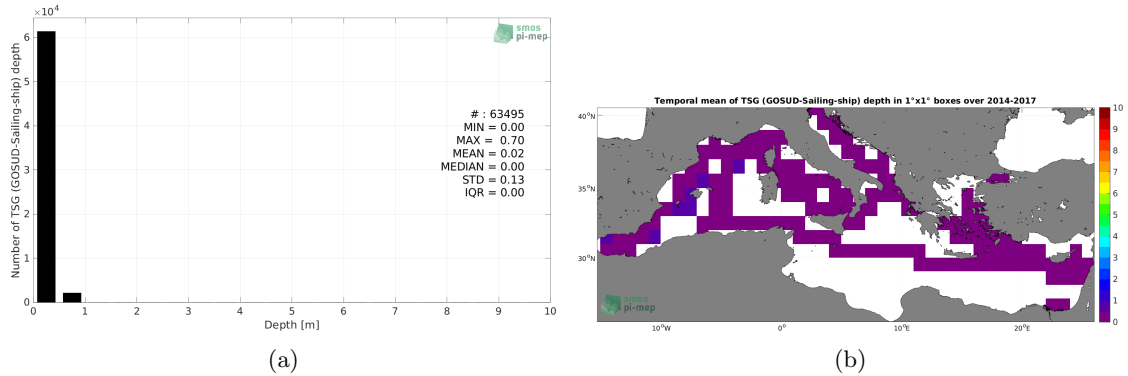 ×10⁴
smos
pi-mep
Number of TSG (GOSUD-Sailing-ship) depth
6
5
4
3
2
1
0
# : 63495
MIN = 0.00
MAX = 0.70
MEAN = 0.02
MEDIAN = 0.00
STD = 0.13
IQR = 0.00
0 1 2 3 4 5 6 7 8 9 10
Depth [m]
(a)
Temporal mean of TSG (GOSUD-Sailing-ship) depth in 1°x1° boxes over 2014-2017
40°N
35°N
30°N
10°W 0° 10°E 20°E
smos
pi-mep
10
9
8
7
6
5
4
3
2
1
0
(b)